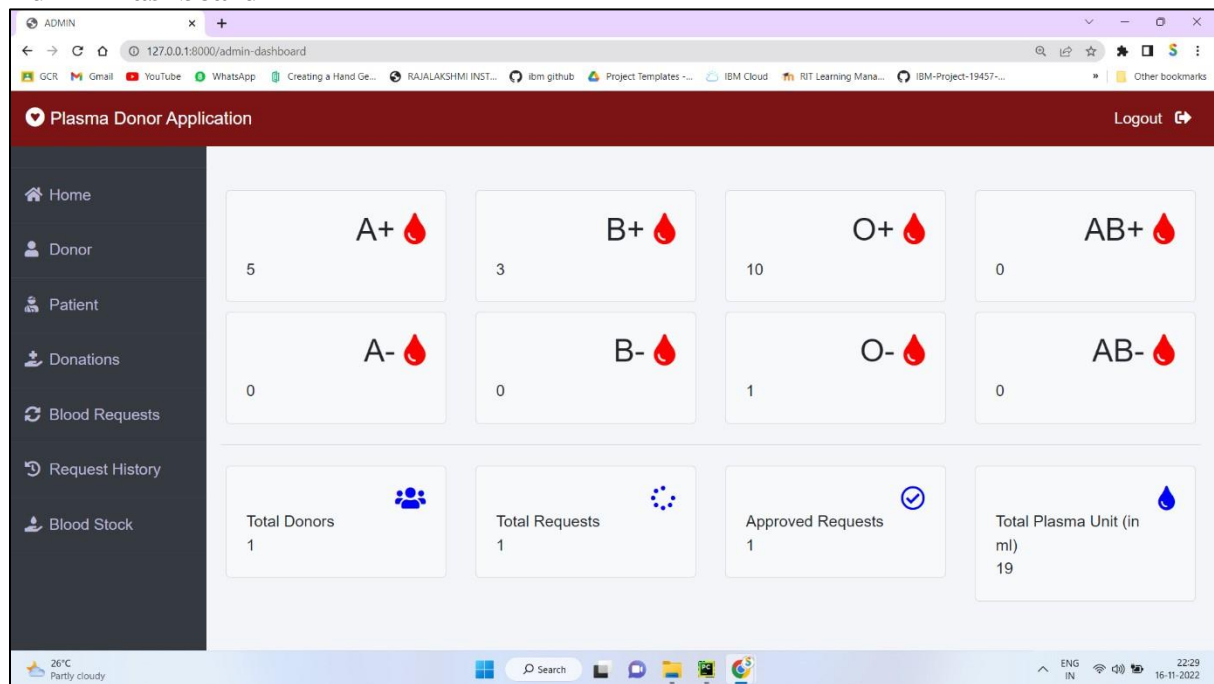 ADMIN
127.0.0.1:8000/admin-dashboard
GCR Gmail YouTube WhatsApp Creating a Hand Ge... RAJALAKSHMI INST... ibm github Project Templates -... IBM Cloud RIT Learning Mana... IBM-Project-19457-... » Other bookmarks
Plasma Donor Application Logout
Home
Donor
Patient
Donations
Blood Requests
Request History
Blood Stock
A+ B+ O+ AB+
5 3 10 0
A- B- O- AB-
0 0 1 0
Total Donors
1
Total Requests
1
Approved Requests
1
Total Plasma Unit (in
ml)
19
26°C
Partly cloudy
Search
ENG
IN
22:29
16-11-2022